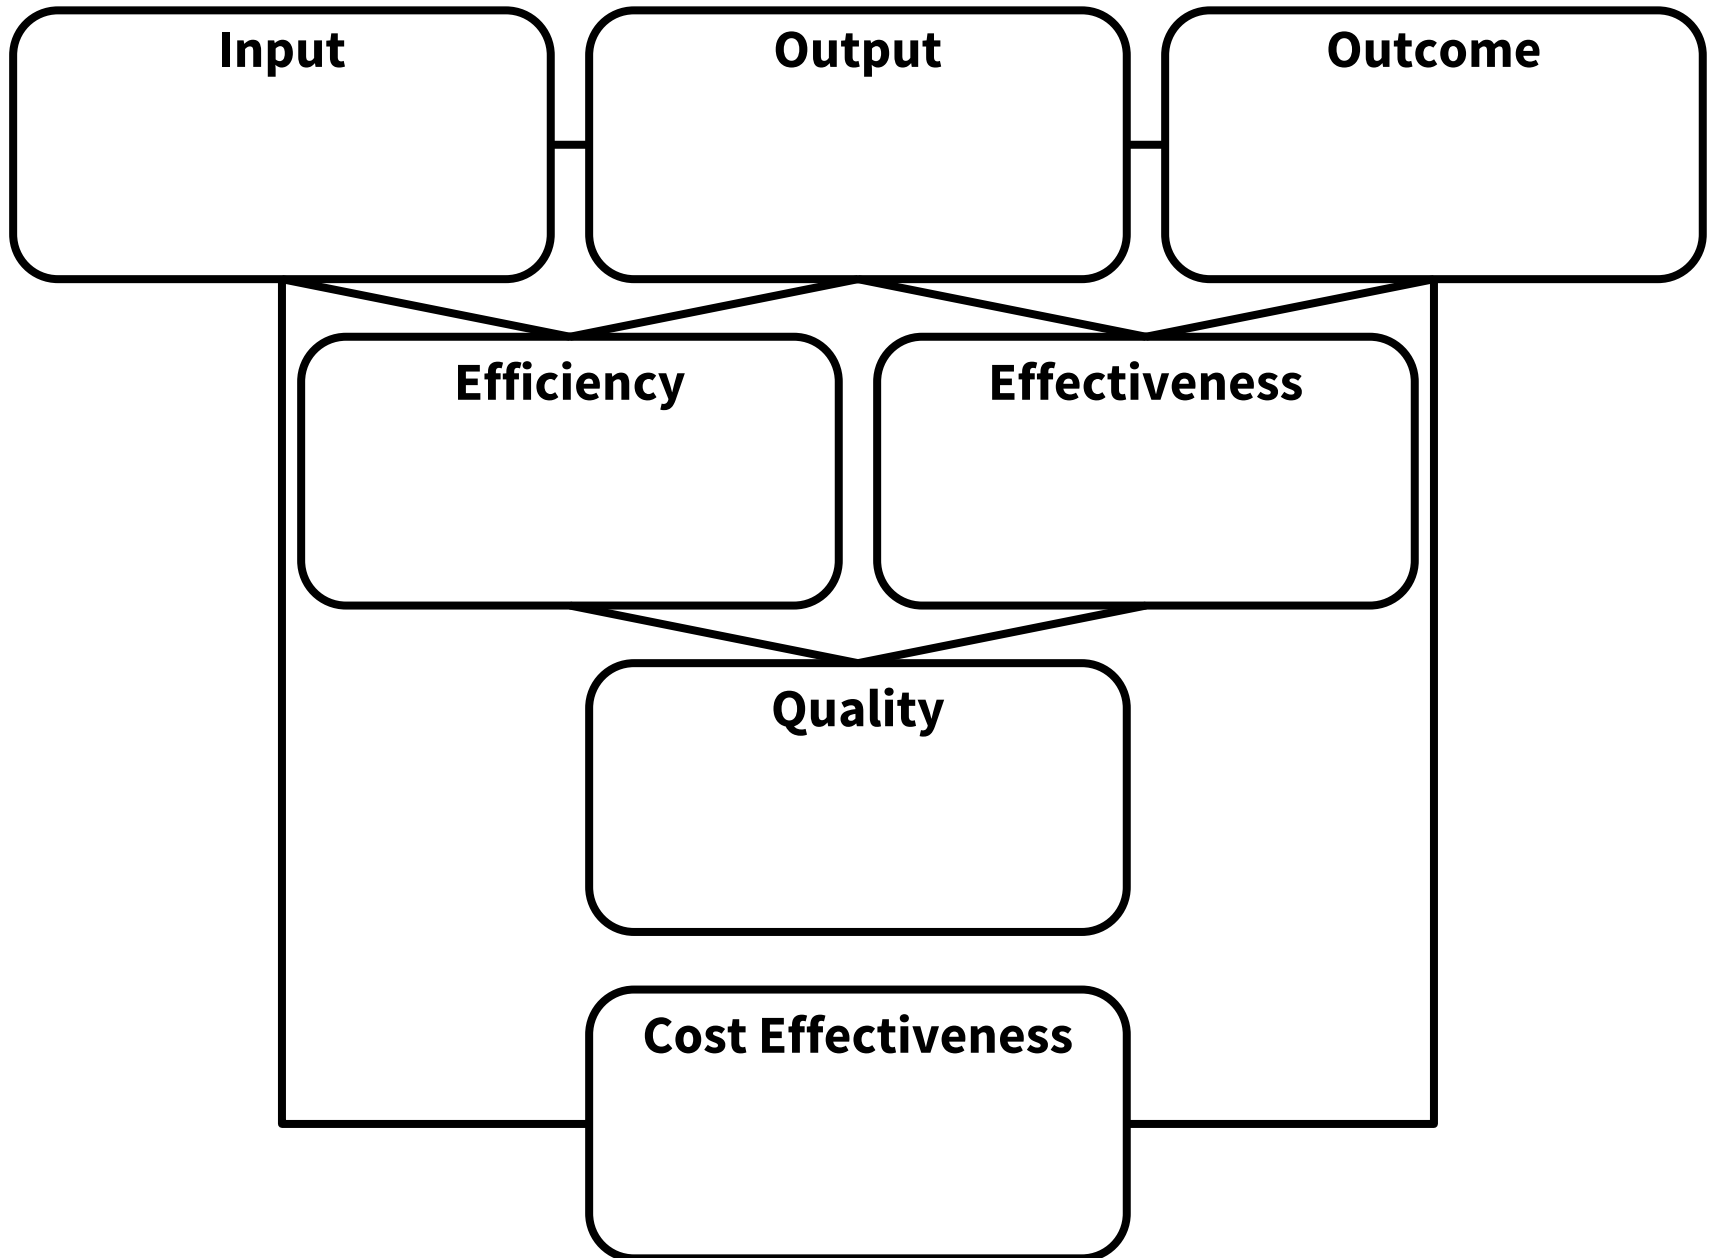 Input
Output
Outcome
Efficiency
Effectiveness
Quality
Cost Effectiveness